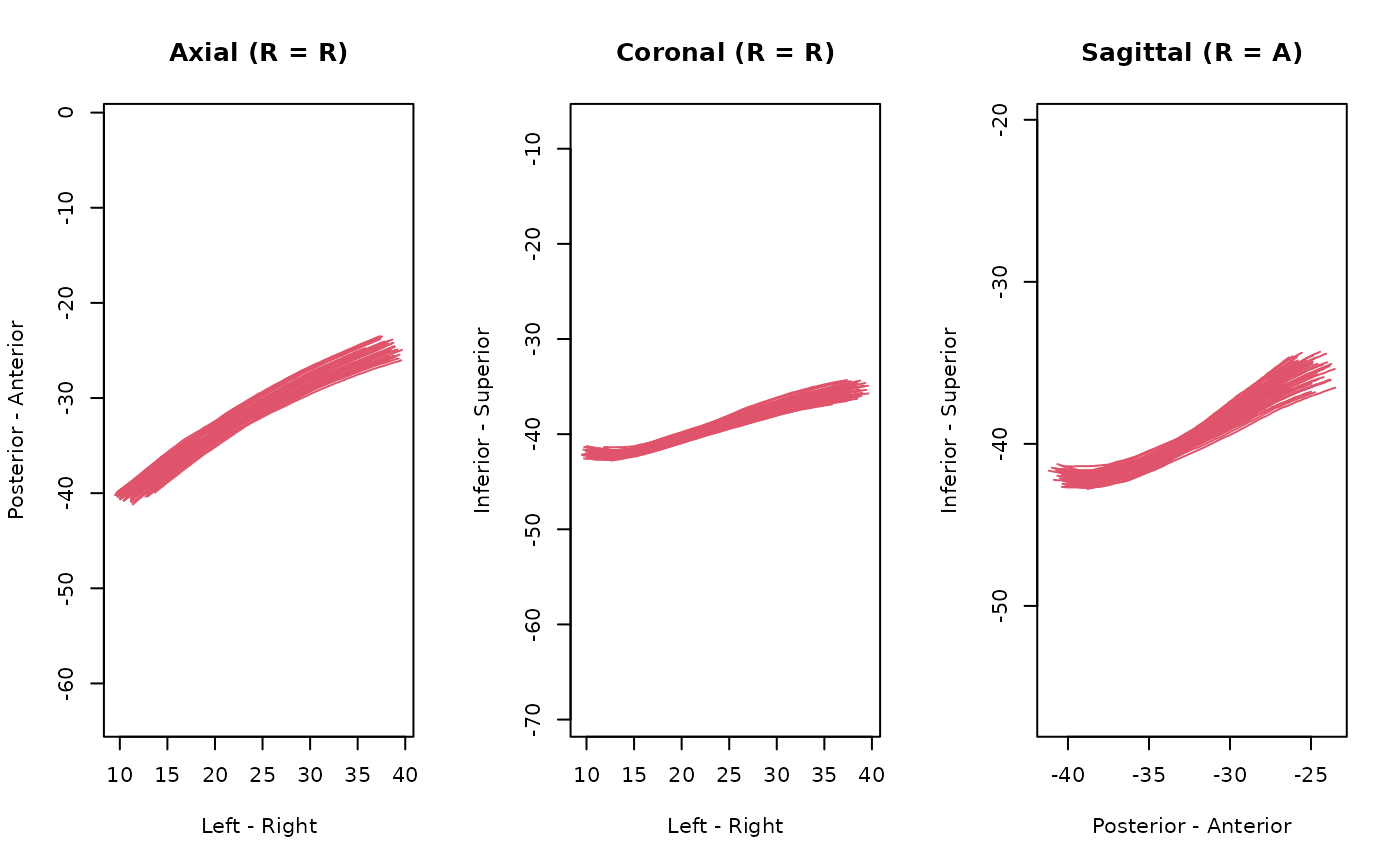 Axial (R = R)
Posterior - Anterior
0
-10
-20
-30
-40
-50
-60
10 15 20 25 30 35 40
Left - Right
Coronal (R = R)
Inferior - Superior
-10
-20
-30
-40
-50
-60
-70
10 15 20 25 30 35 40
Left - Right
Sagittal (R = A)
Inferior - Superior
-20
-30
-40
-50
-40 -35 -30 -25
Posterior - Anterior